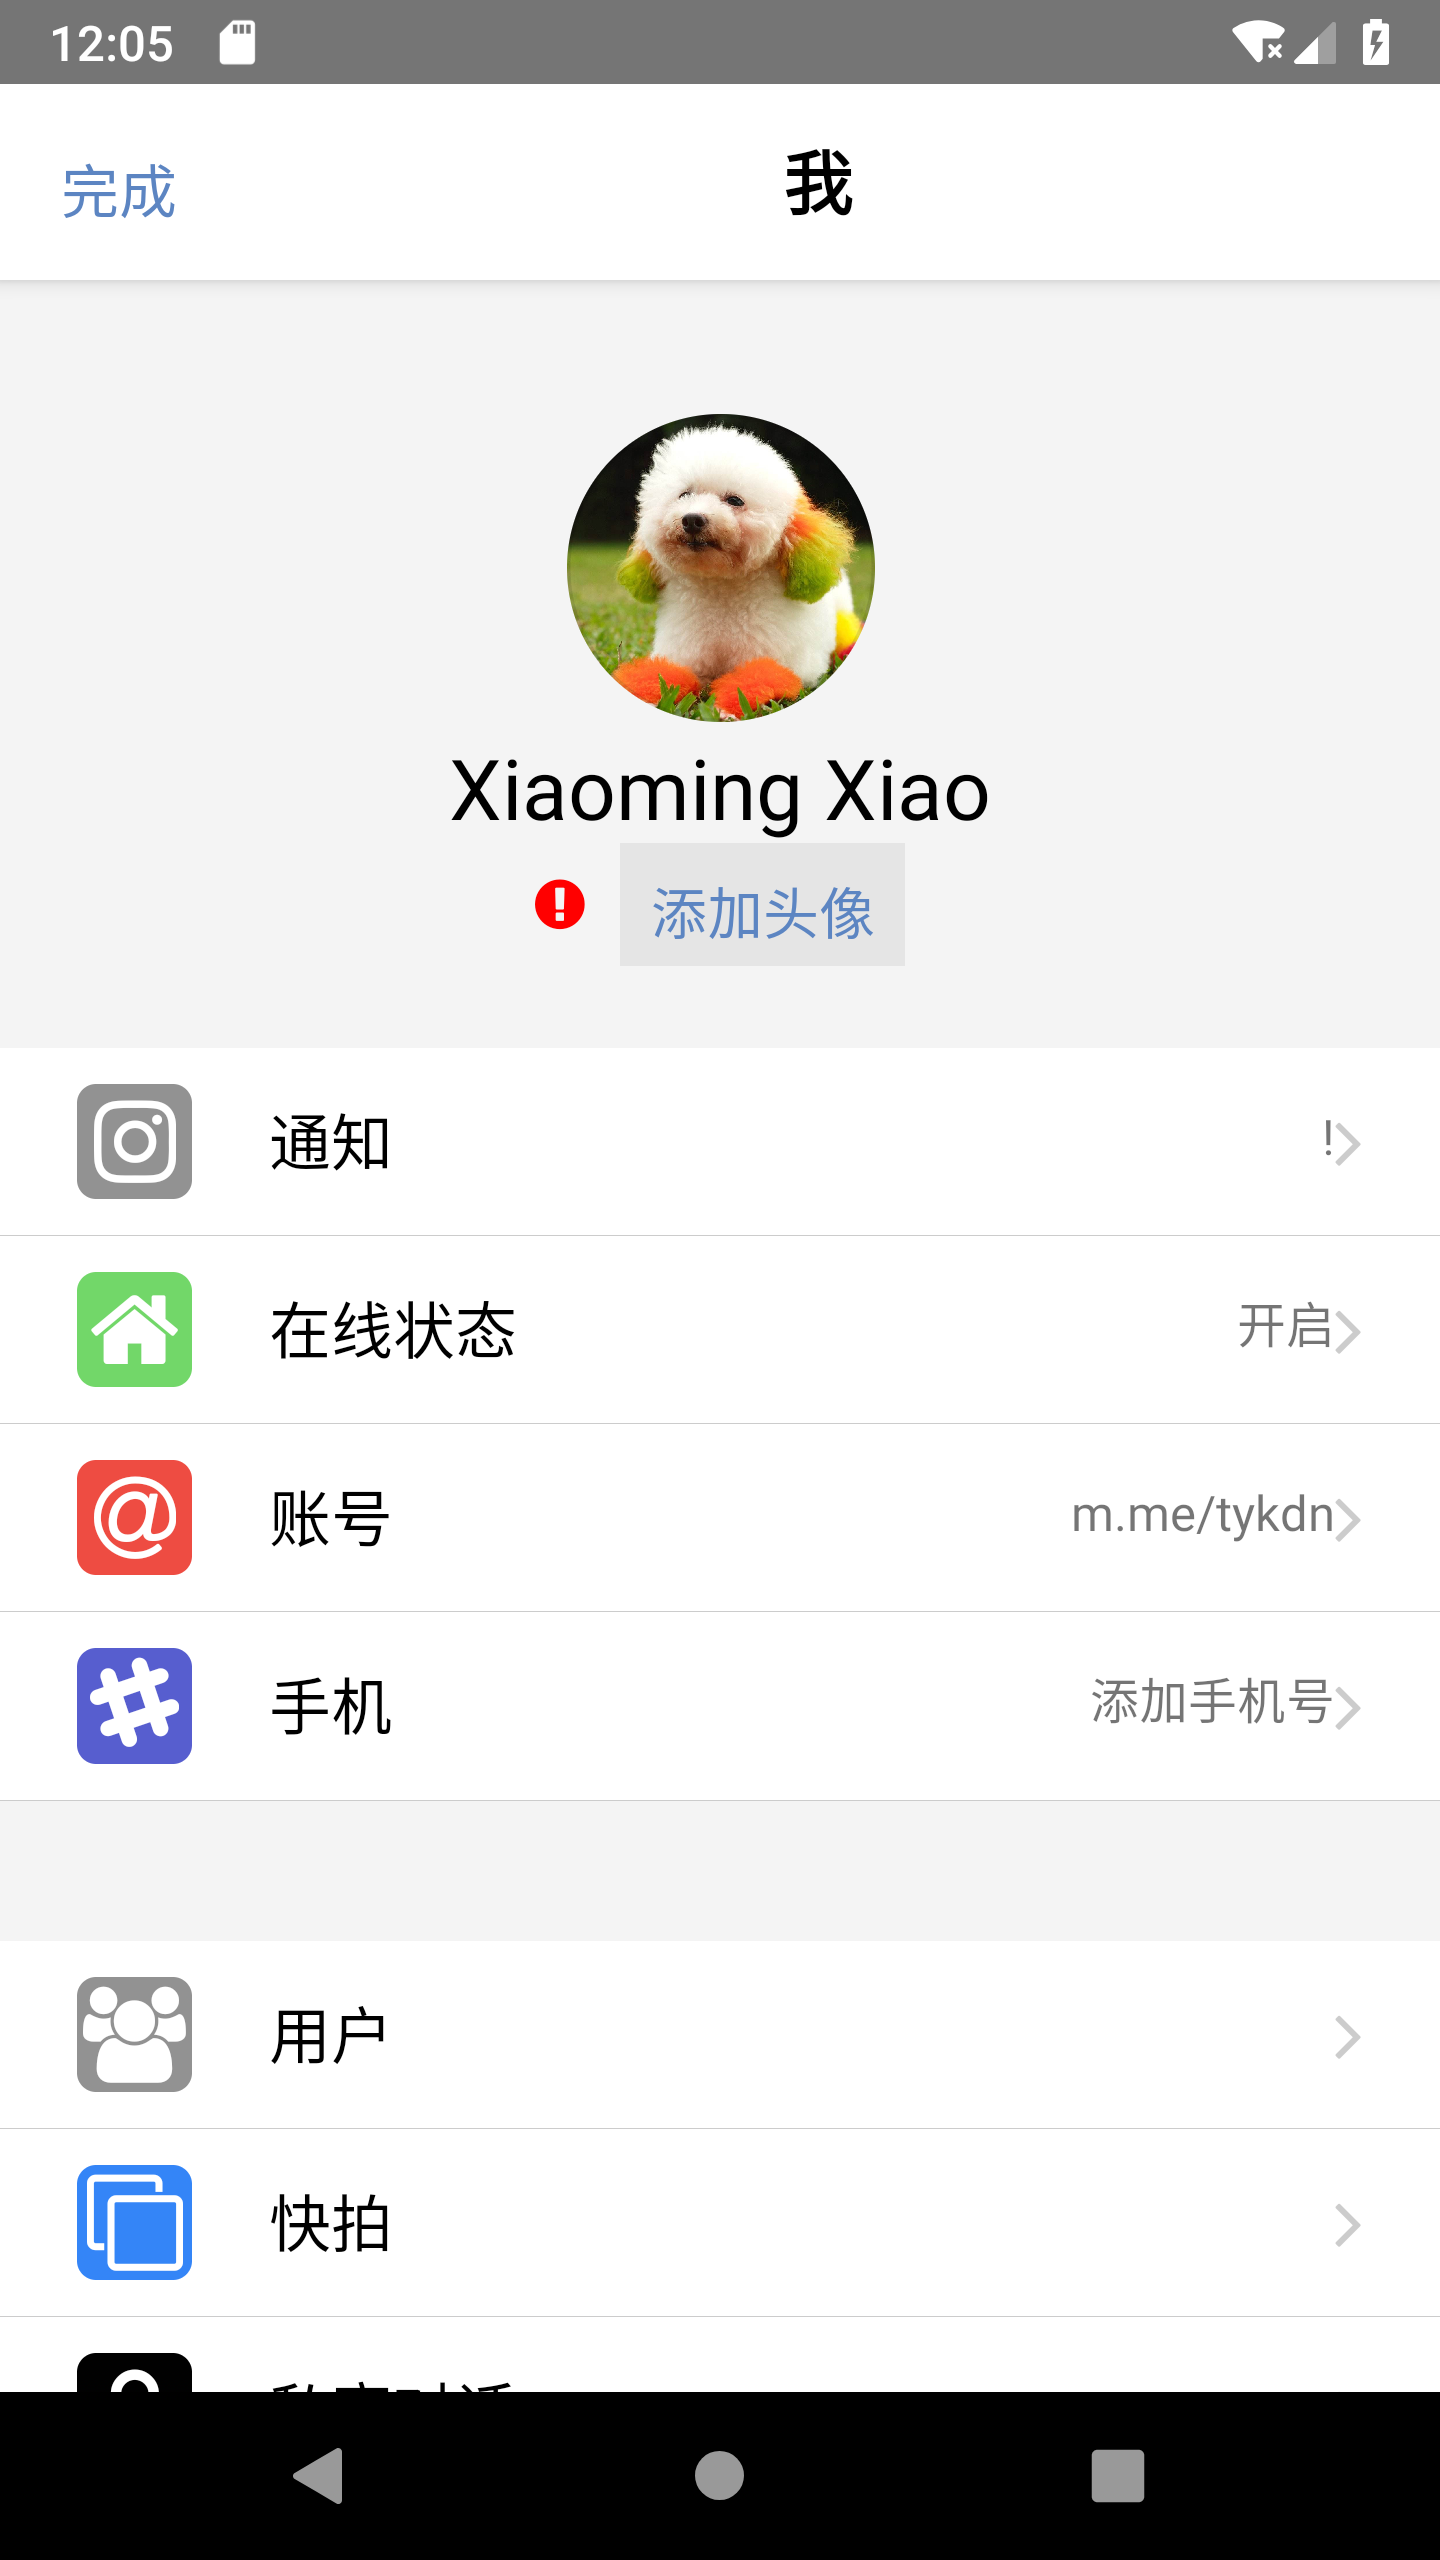 12:05
完成
我
Xiaoming Xiao
添加头像
通知
!
在线状态
开启
账号
m.me/tykdn
手机
添加手机号
用户
快拍